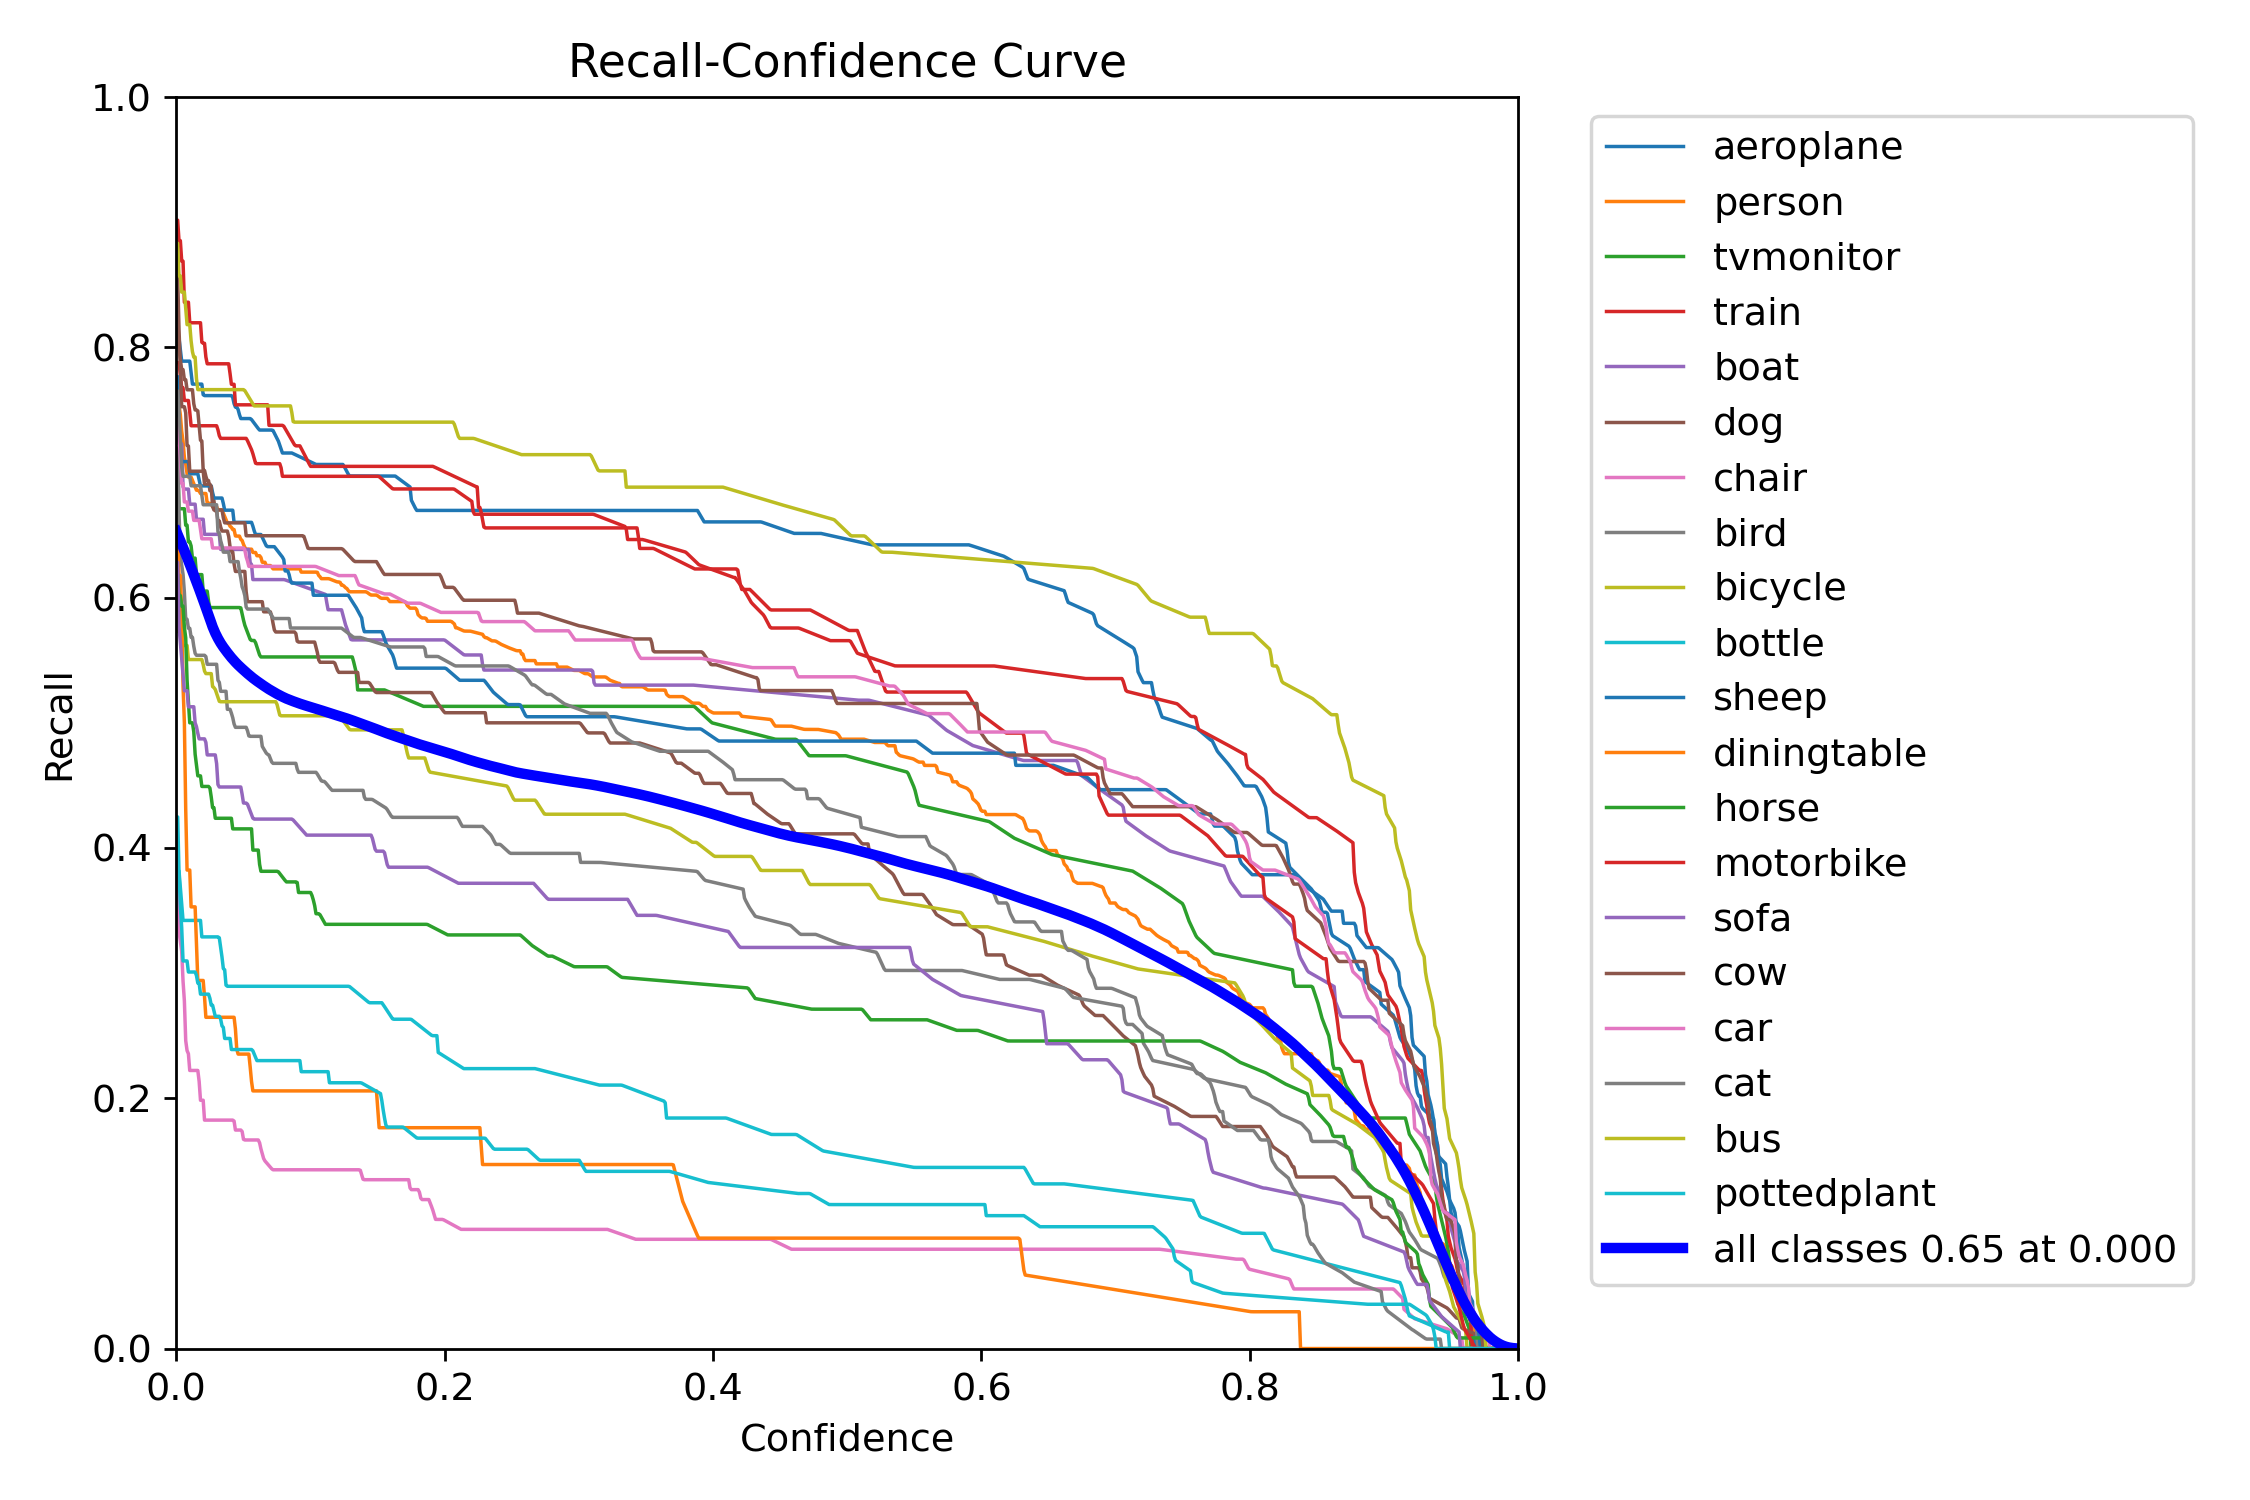 Recall-Confidence Curve
1.0
0.8
0.6
0.4
0.2
0.0
Recall
0.0 0.2 0.4 0.6 0.8 1.0
Confidence
aeroplane
person
tvmonitor
train
boat
dog
chair
bird
bicycle
bottle
sheep
diningtable
horse
motorbike
sofa
cow
car
cat
bus
pottedplant
all classes 0.65 at 0.000